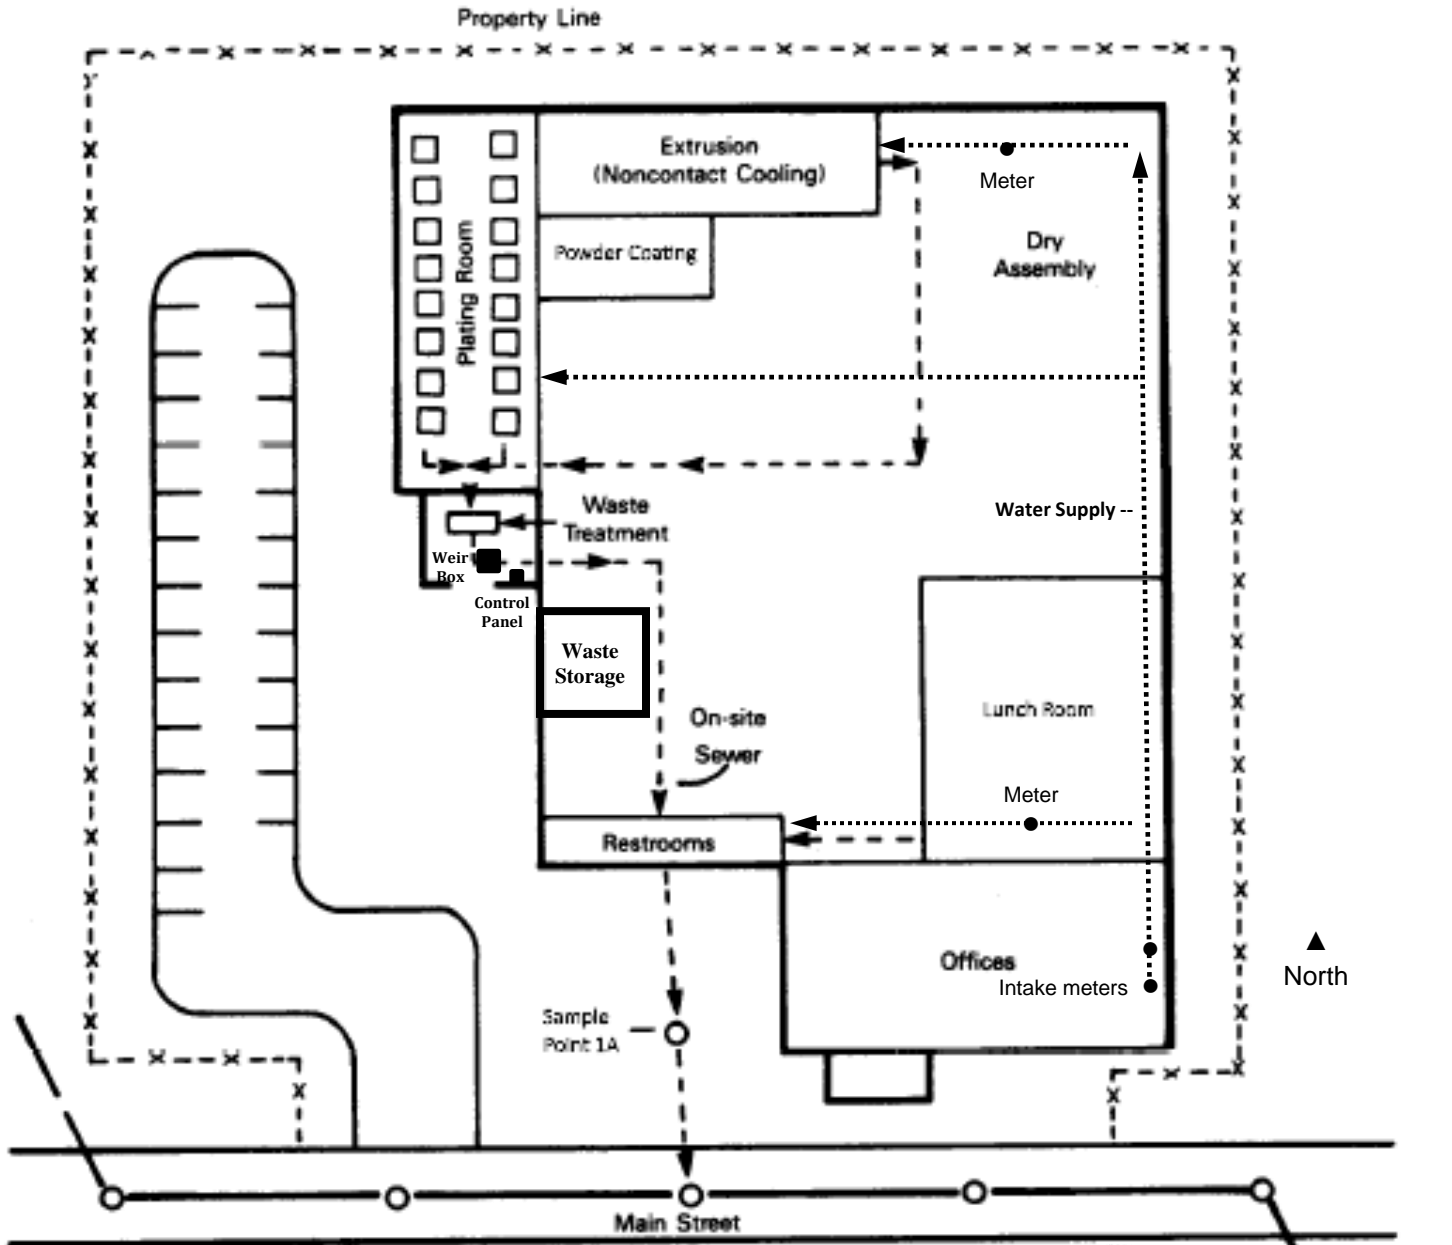 Property Line
Extrusion
(Noncontact Cooling)
Meter
Powder Coating
Dry
Assembly
Plating Room
Water Supply --
Waste
Treatment
Weir
Box
Control
Panel
Waste
Storage
On-site
Sewer
Lunch Room
Meter
Restrooms
Offices
Intake meters
North
Sample
Point 1A
Main Street